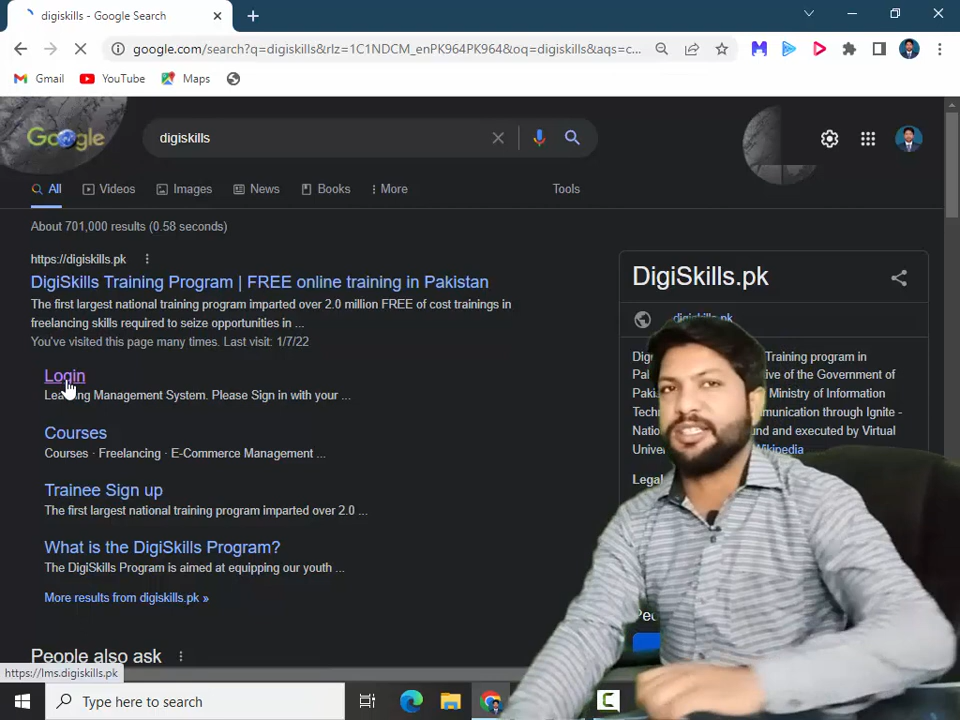 digiskills - Google Search
google.com/search?q=digiskills&rlz=1C1NDCM_enPK964PK964&oq=digiskills&aqs=c...
Gmail YouTube Maps
Google
digiskills
All Videos Images News Books More Tools
About 701,000 results (0.58 seconds)
https://digiskills.pk
DigiSkills Training Program | FREE online training in Pakistan
The first largest national training program imparted over 2.0 million FREE of cost trainings in
freelancing skills required to seize opportunities in ...
You've visited this page many times. Last visit: 1/7/22
Login
Learning Management System. Please Sign in with your ...
Courses
Courses · Freelancing · E-Commerce Management ...
Trainee Sign up
The first largest national training program imparted over 2.0 ...
What is the DigiSkills Program?
The DigiSkills Program is aimed at equipping our youth ...
More results from digiskills.pk »
People also ask
DigiSkills.pk
digiskills.pk
Training program in
of the Government of
Ministry of Information
through Ignite -
and executed by Virtual
Wikipedia
https://lms.digiskills.pk
Type here to search